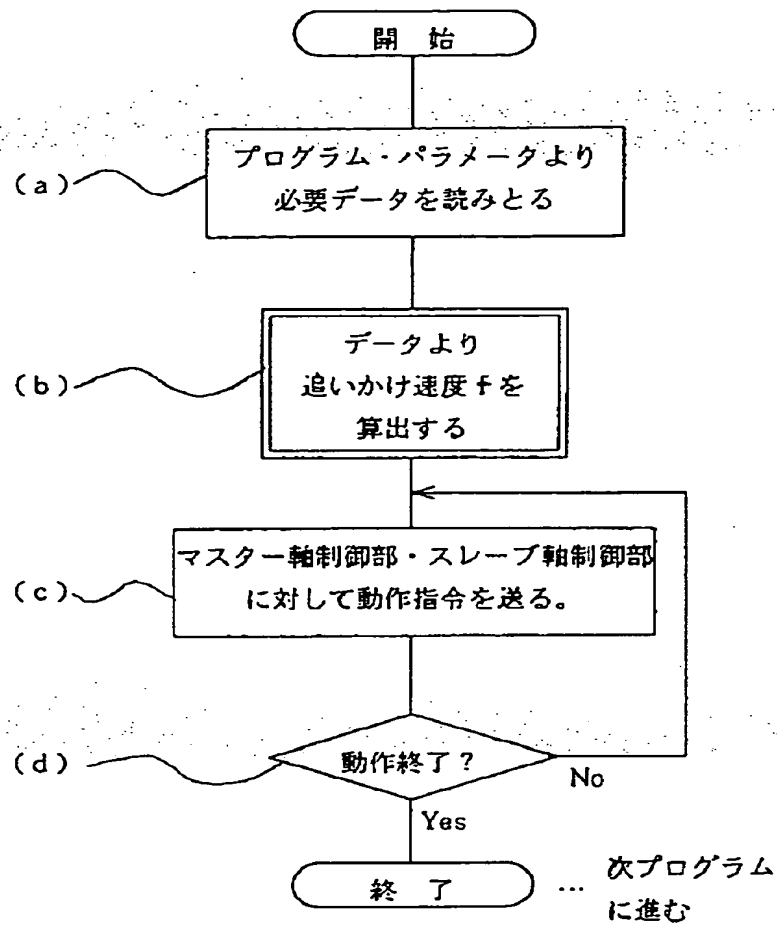 開 始
(a)
プログラム・パラメータより
必要データを読みとる
(b)
データより
追いかけ速度fを
算出する
(c)
マスター軸制御部・スレーブ軸制御部
に対して動作指令を送る。
(d)
動作終了?
No
Yes
終 了
… 次プログラム
に進む